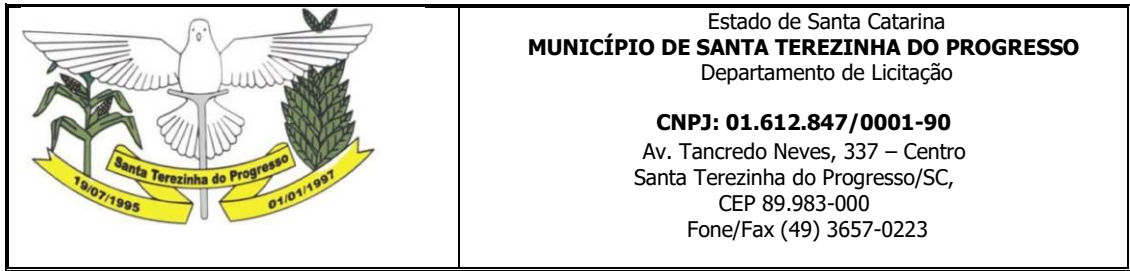 19/07/1995
Santa Terezinha do Progresso
01/01/1997
Estado de Santa Catarina
MUNICÍPIO DE SANTA TEREZINHA DO PROGRESSO
Departamento de Licitação
CNPJ: 01.612.847/0001-90
Av. Tancredo Neves, 337 – Centro
Santa Terezinha do Progresso/SC,
CEP 89.983-000
Fone/Fax (49) 3657-0223